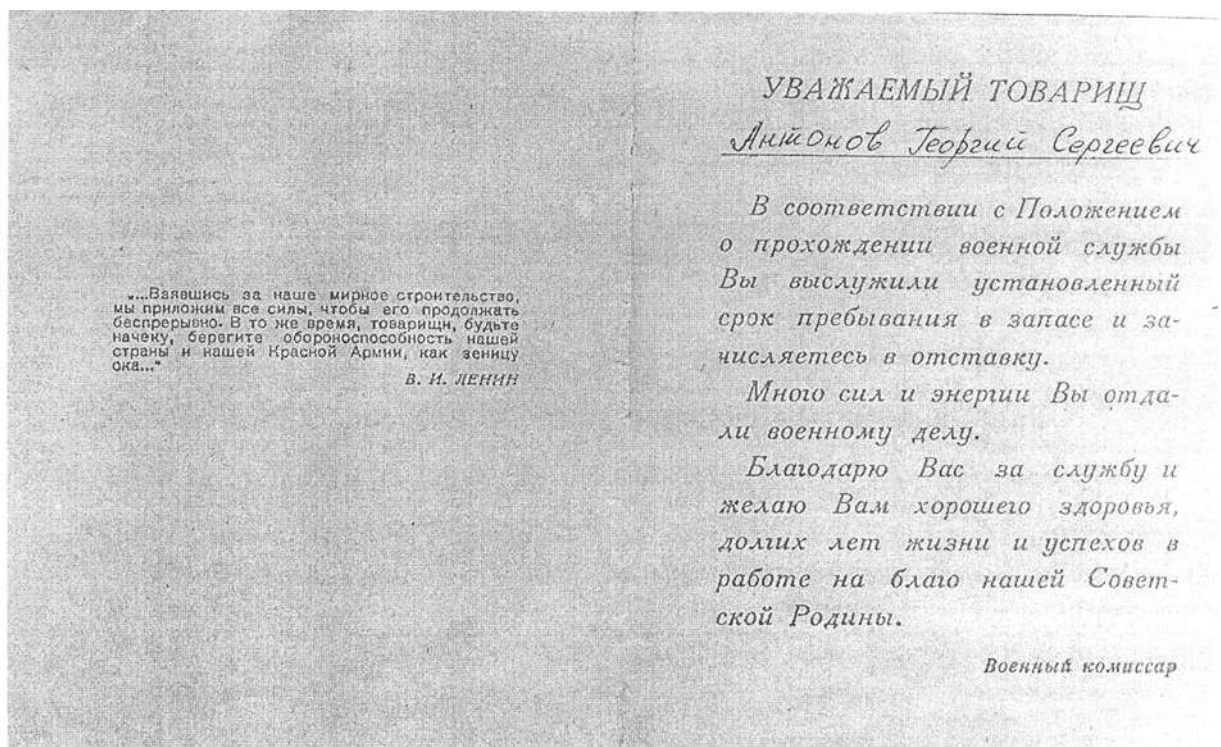 „...Взявшись за наше мирное строительство,
мы приложим все силы, чтобы его продолжать
беспрерывно. В то же время, товарищи, будьте
начеку, берегите обороноспособность нашей
страны и нашей Красной Армии, как зеницу
ока..."
В. И. ЛЕНИН
УВАЖАЕМЫЙ ТОВАРИЩ
Антонов Георгий Сергеевич
В соответствии с Положением
о прохождении военной службы
Вы выслужили установленный
срок пребывания в запасе и за-
числяетесь в отставку.
Много сил и энергии Вы отда-
ли военному делу.
Благодарю Вас за службу и
желаю Вам хорошего здоровья,
долгих лет жизни и успехов в
работе на благо нашей Совет-
ской Родины.
Военный комиссар